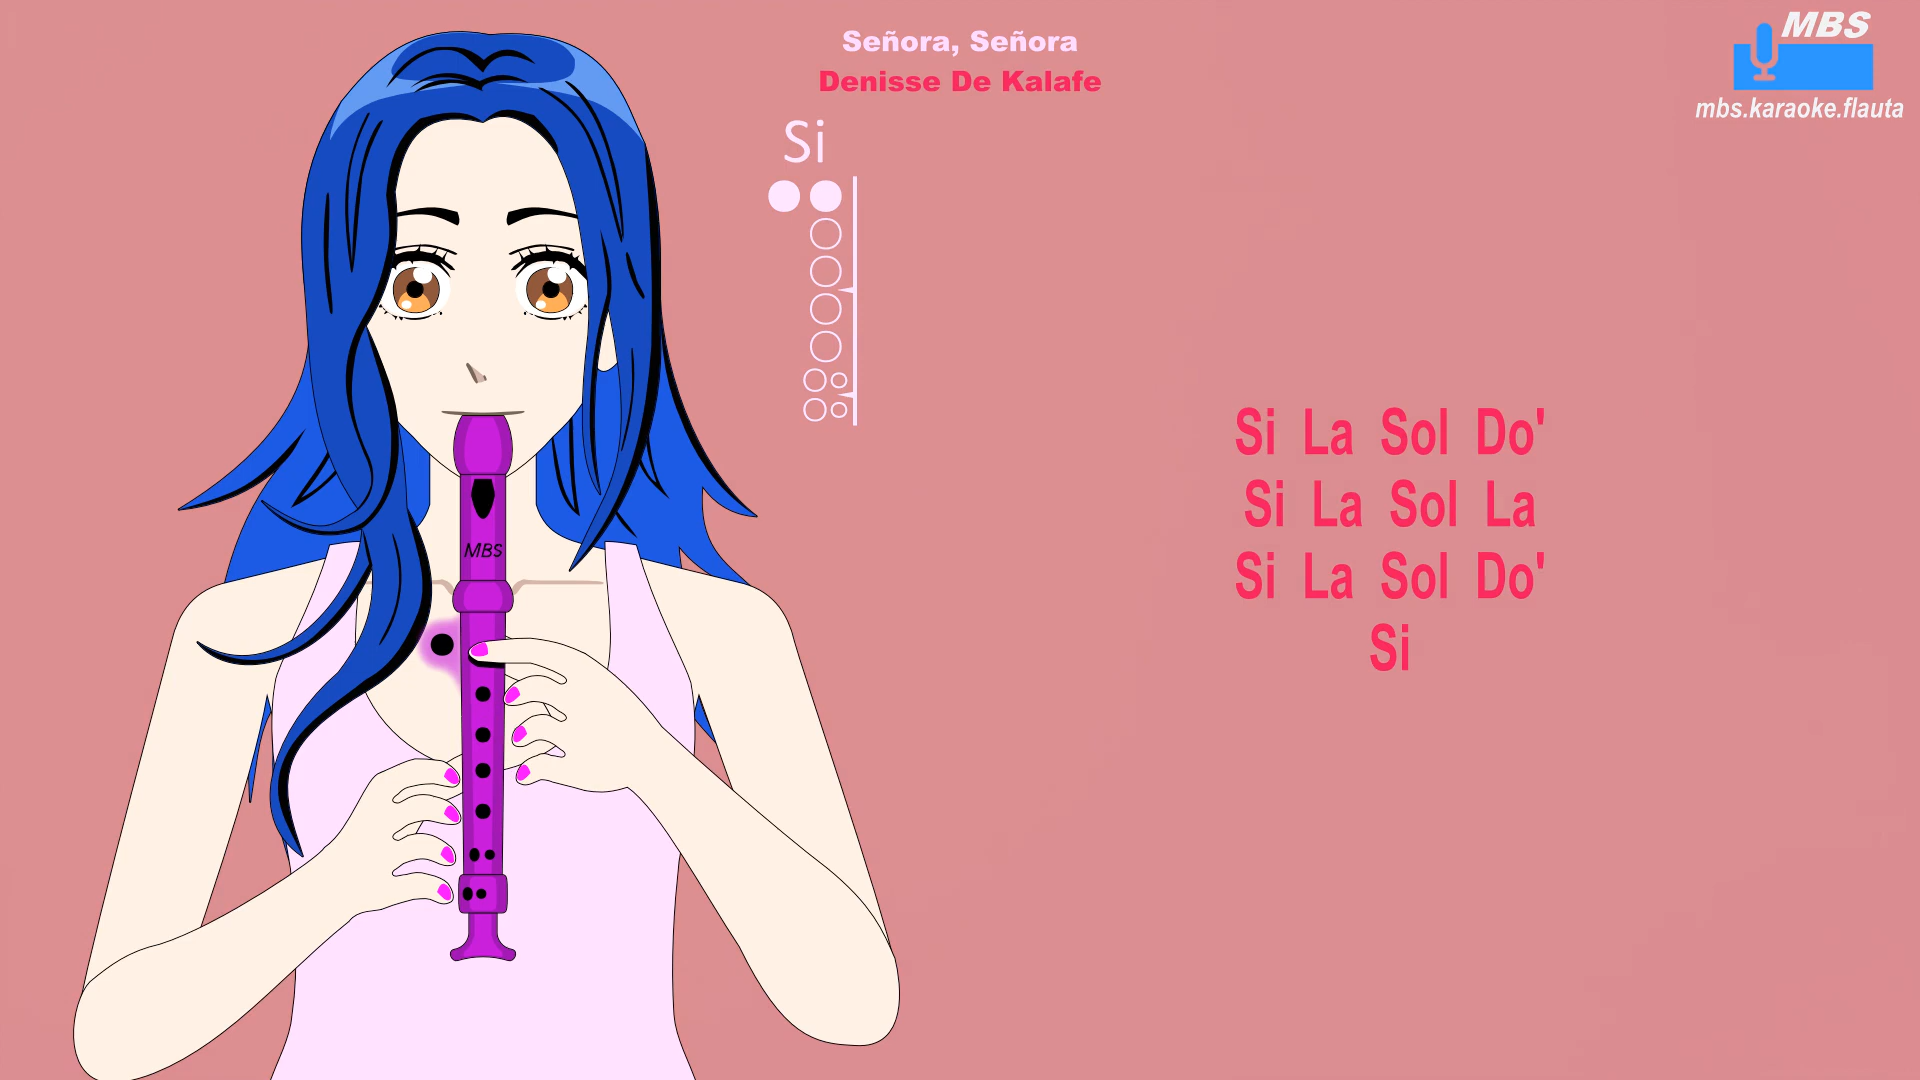 Señora, Señora
Denisse De Kalafe
MBS
mbs.karaoke.flauta
Si
Si La Sol Do'
Si La Sol La
Si La Sol Do'
Si
MBS